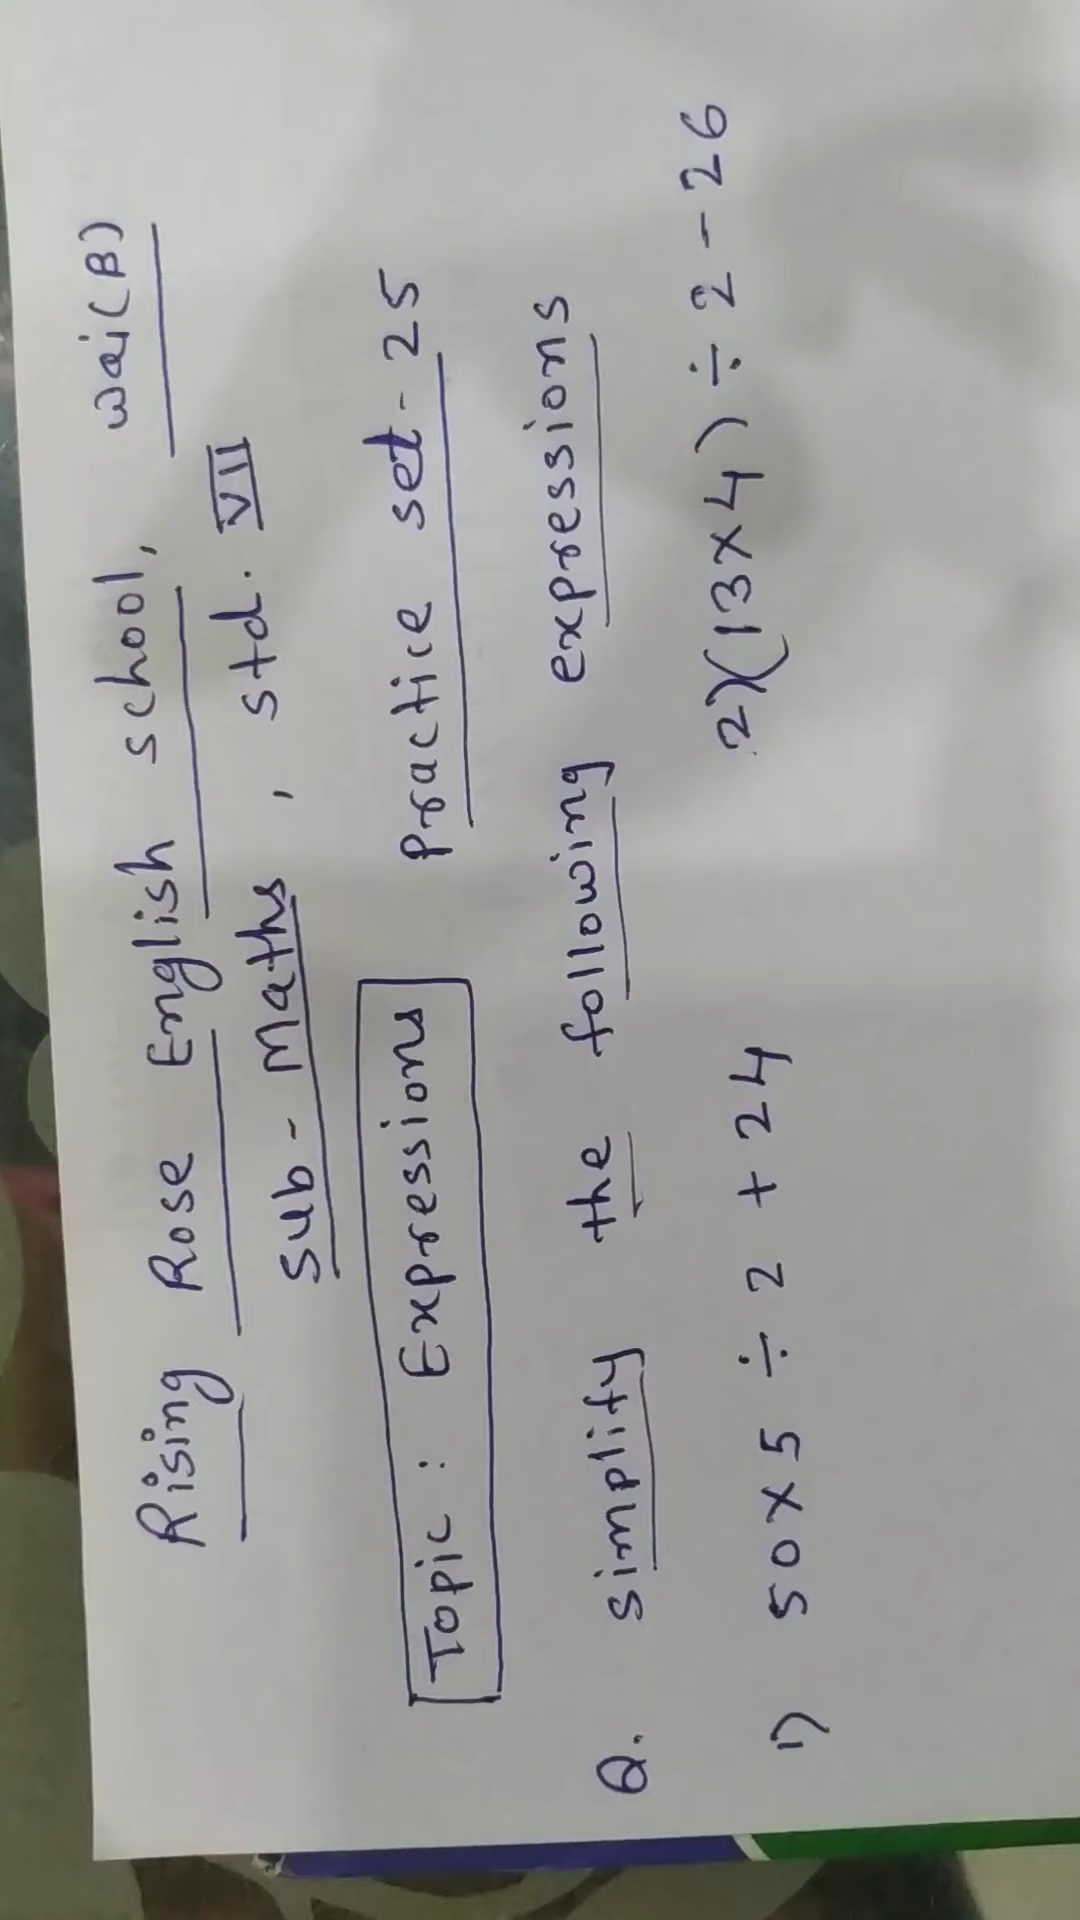 Rising Rose English school, wai(B)
Sub - Maths, std. VII
Topic : Expressions Practice set - 25
Q. simplify the following expressions
1) 50 x 5 ÷ 2 + 24 2) (13 x 4) ÷ 2 - 26